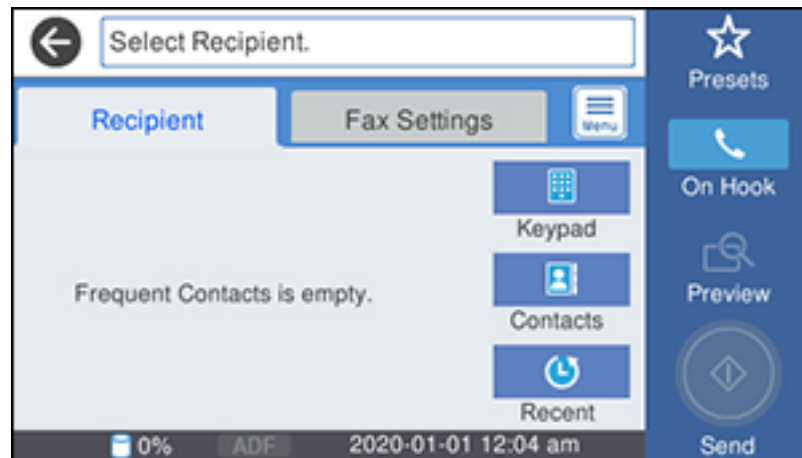 Select Recipient.
Presets
Recipient
Fax Settings
Menu
On Hook
Keypad
Frequent Contacts is empty.
Preview
Contacts
Recent
0% ADF 2020-01-01 12:04 am
Send